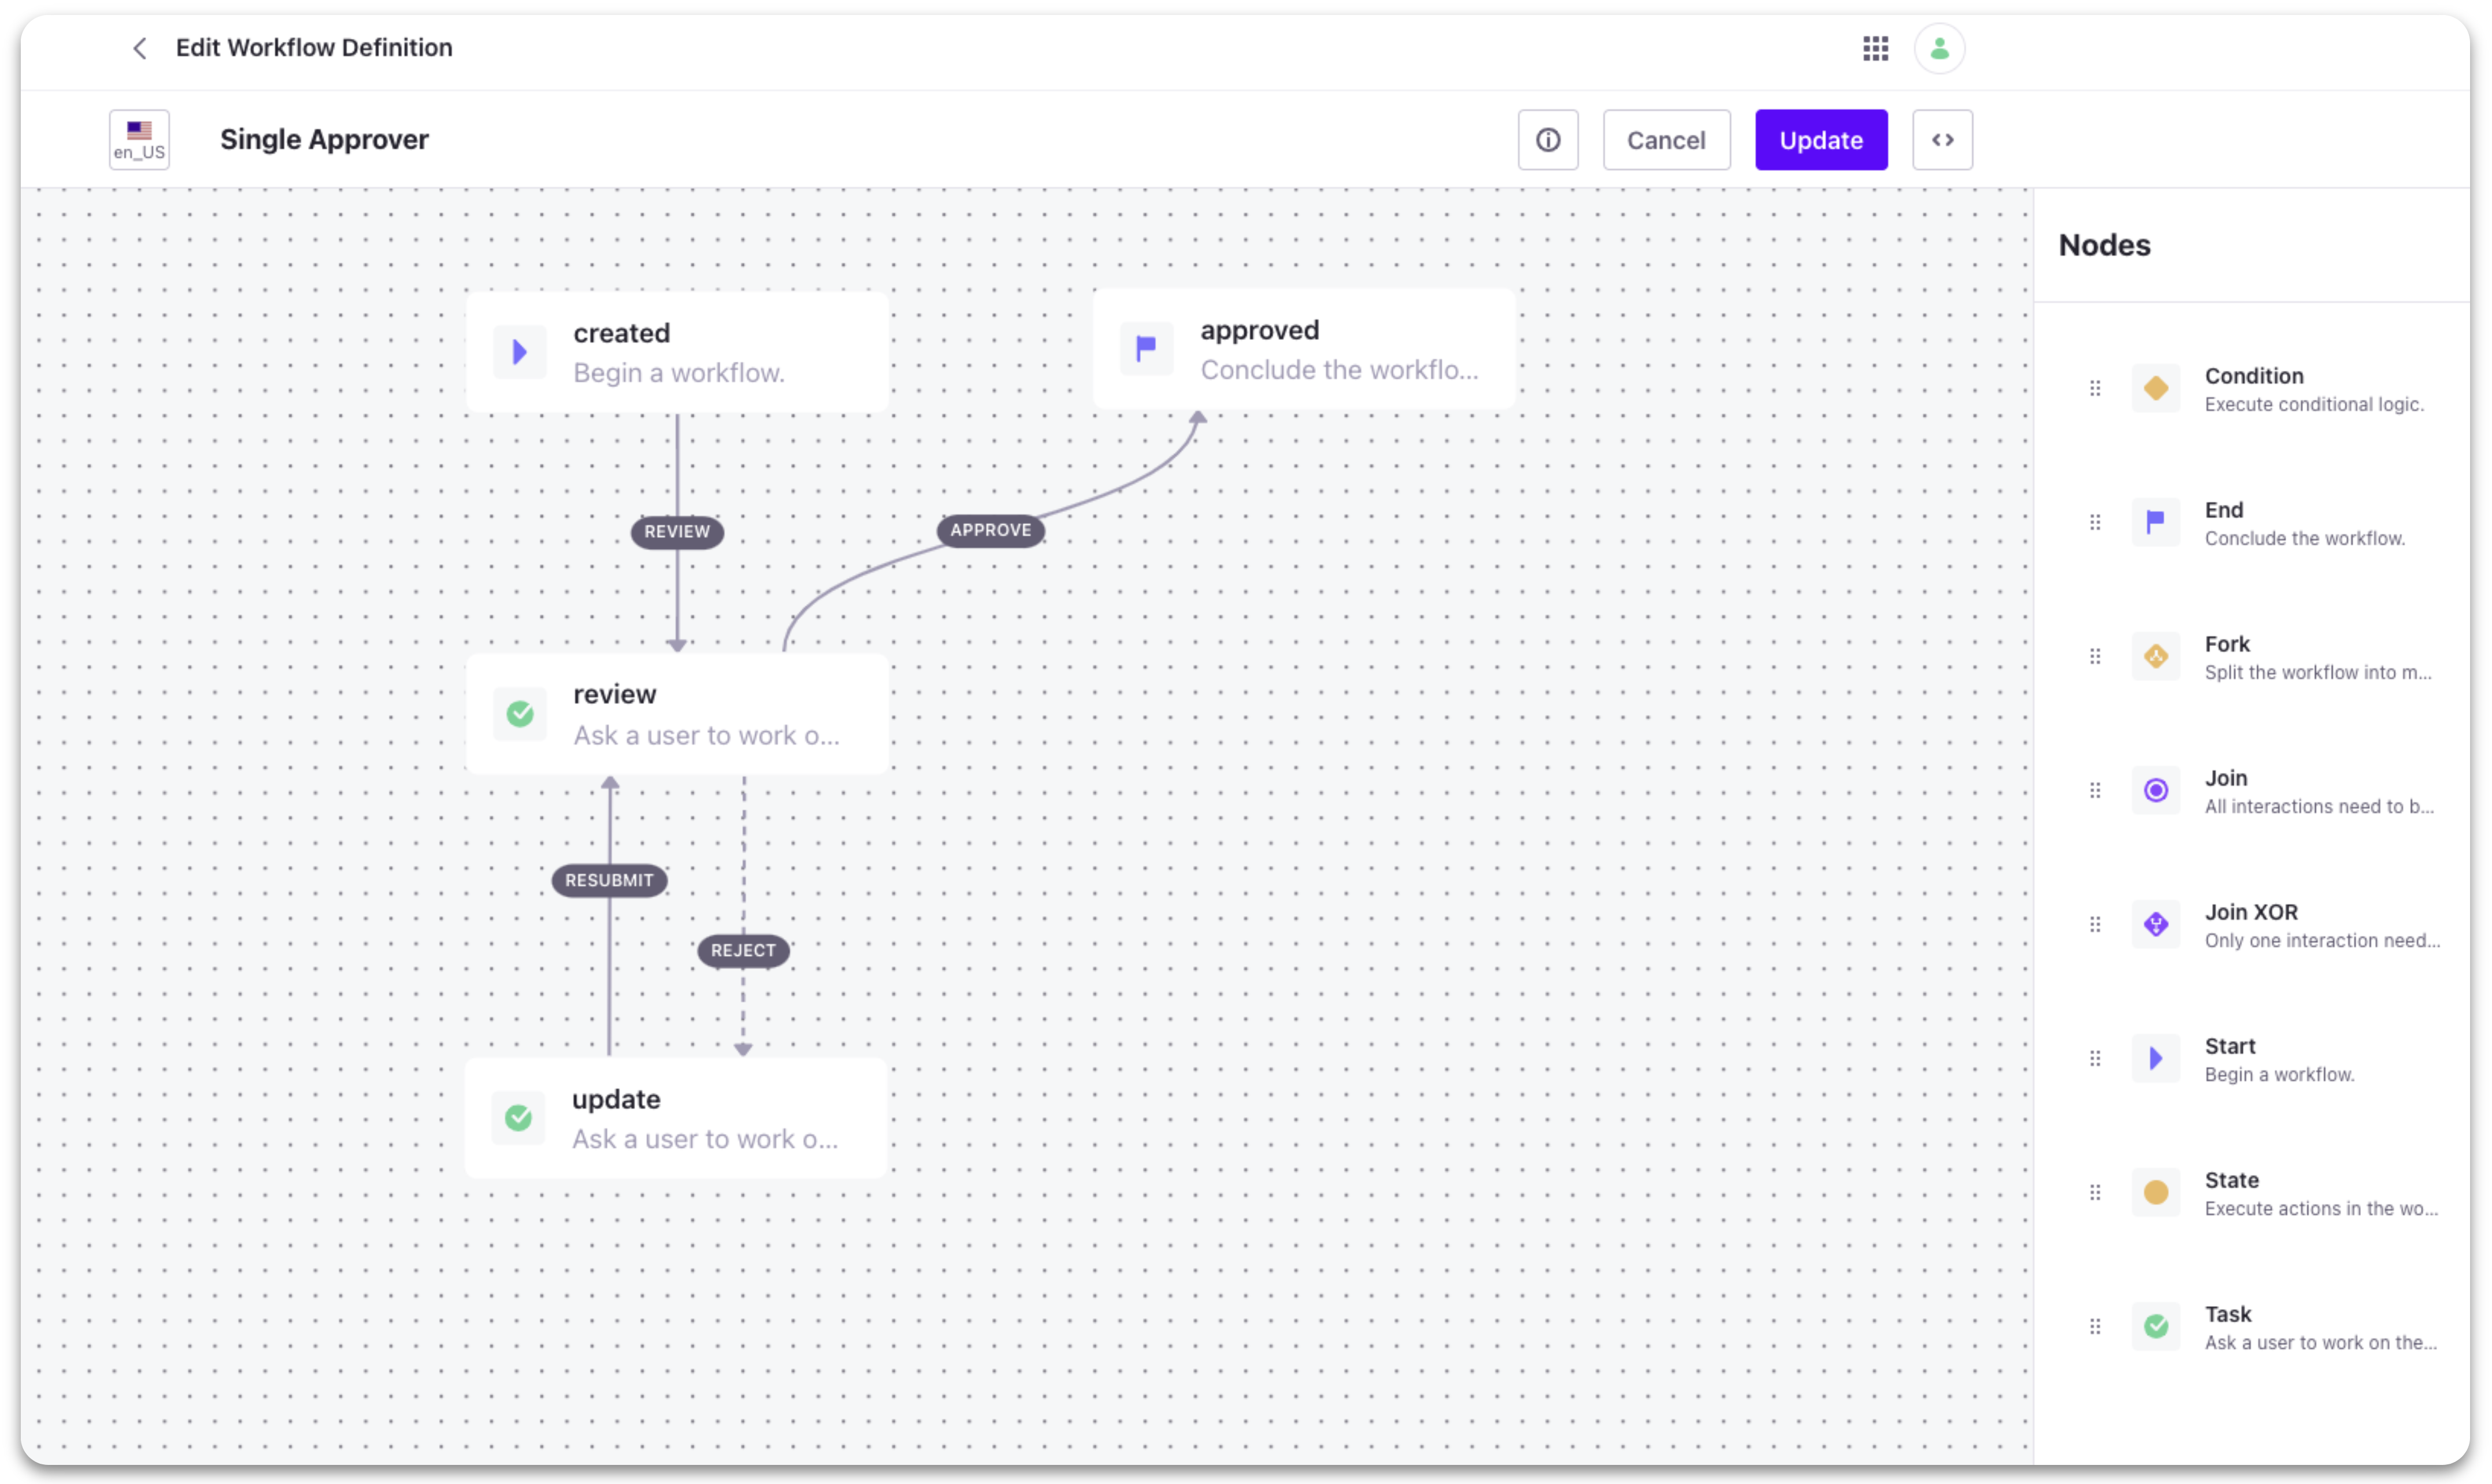 Edit Workflow Definition
en_US
Single Approver
Cancel
Update
created
Begin a workflow.
approved
Conclude the workflo...
REVIEW
APPROVE
review
Ask a user to work o...
RESUBMIT
REJECT
update
Ask a user to work o...
Nodes
Condition
Execute conditional logic.
End
Conclude the workflow.
Fork
Split the workflow into m...
Join
All interactions need to b...
Join XOR
Only one interaction need...
Start
Begin a workflow.
State
Execute actions in the wo...
Task
Ask a user to work on the...